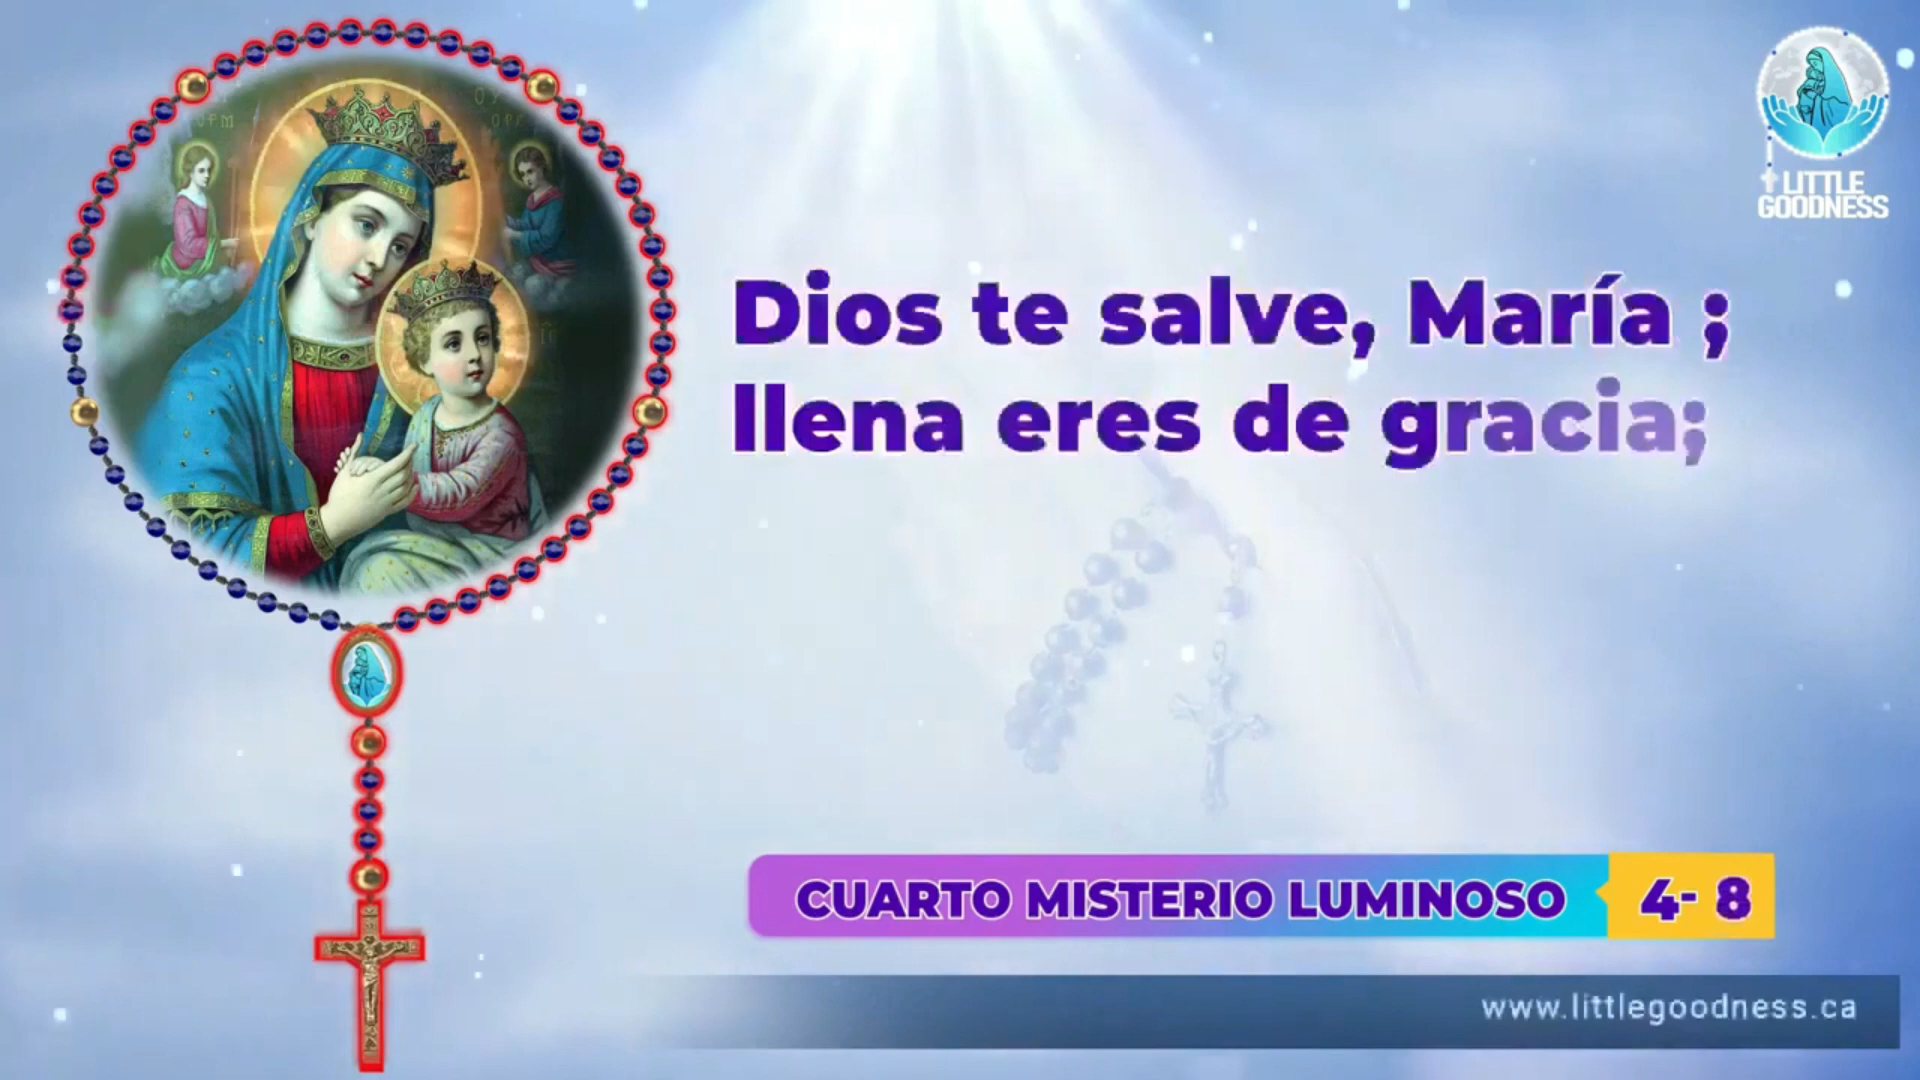 LITTLE
GOODNESS
Dios te salve, María ;
llena eres de gracia;
CUARTO MISTERIO LUMINOSO
4- 8
www.littlegoodness.ca